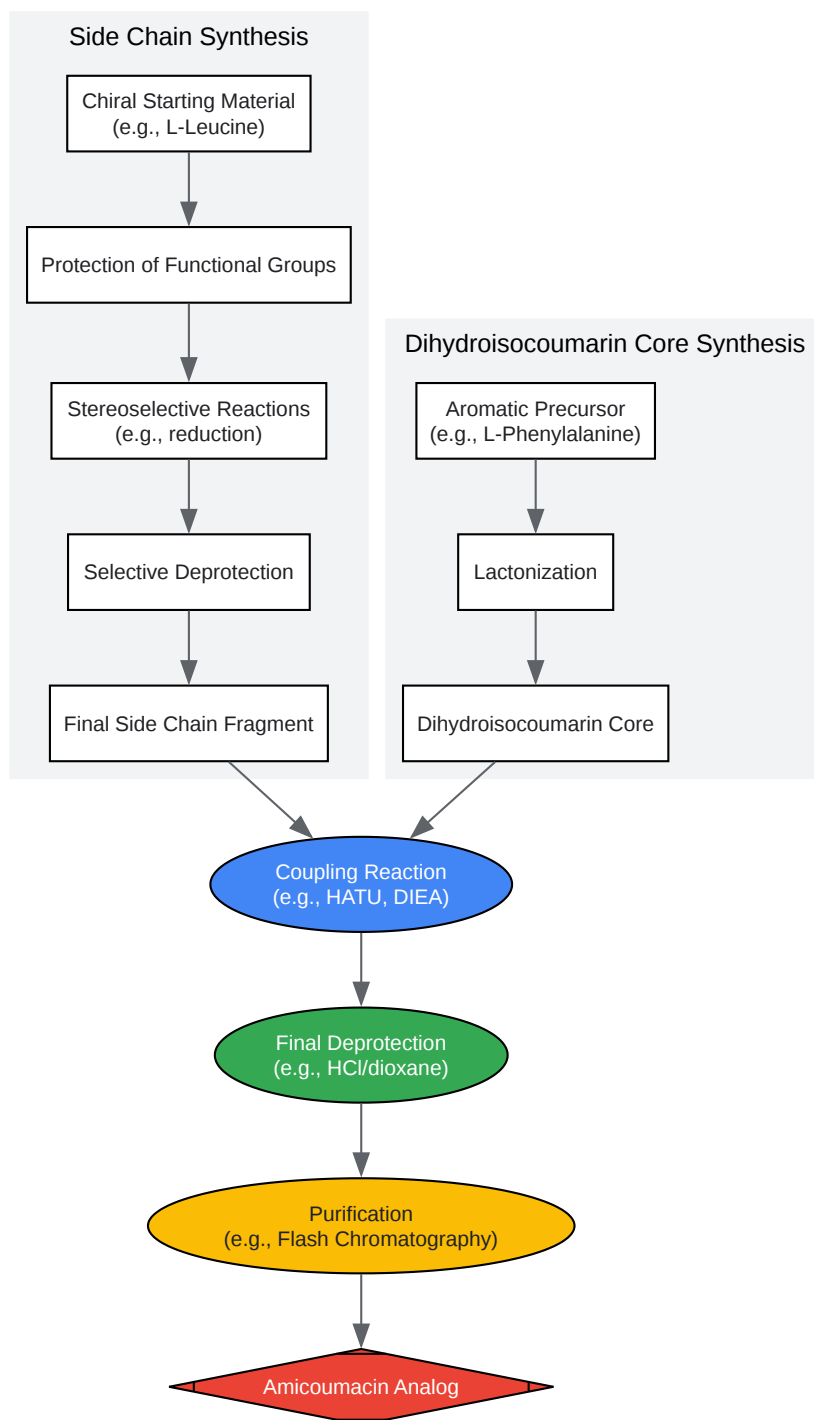 Side Chain Synthesis
Chiral Starting Material
(e.g., L-Leucine)
Protection of Functional Groups
Stereoselective Reactions
(e.g., reduction)
Selective Deprotection
Final Side Chain Fragment
Dihydroisocoumarin Core Synthesis
Aromatic Precursor
(e.g., L-Phenylalanine)
Lactonization
Dihydroisocoumarin Core
Coupling Reaction
(e.g., HATU, DIEA)
Final Deprotection
(e.g., HCl/dioxane)
Purification
(e.g., Flash Chromatography)
Amicoumacin Analog